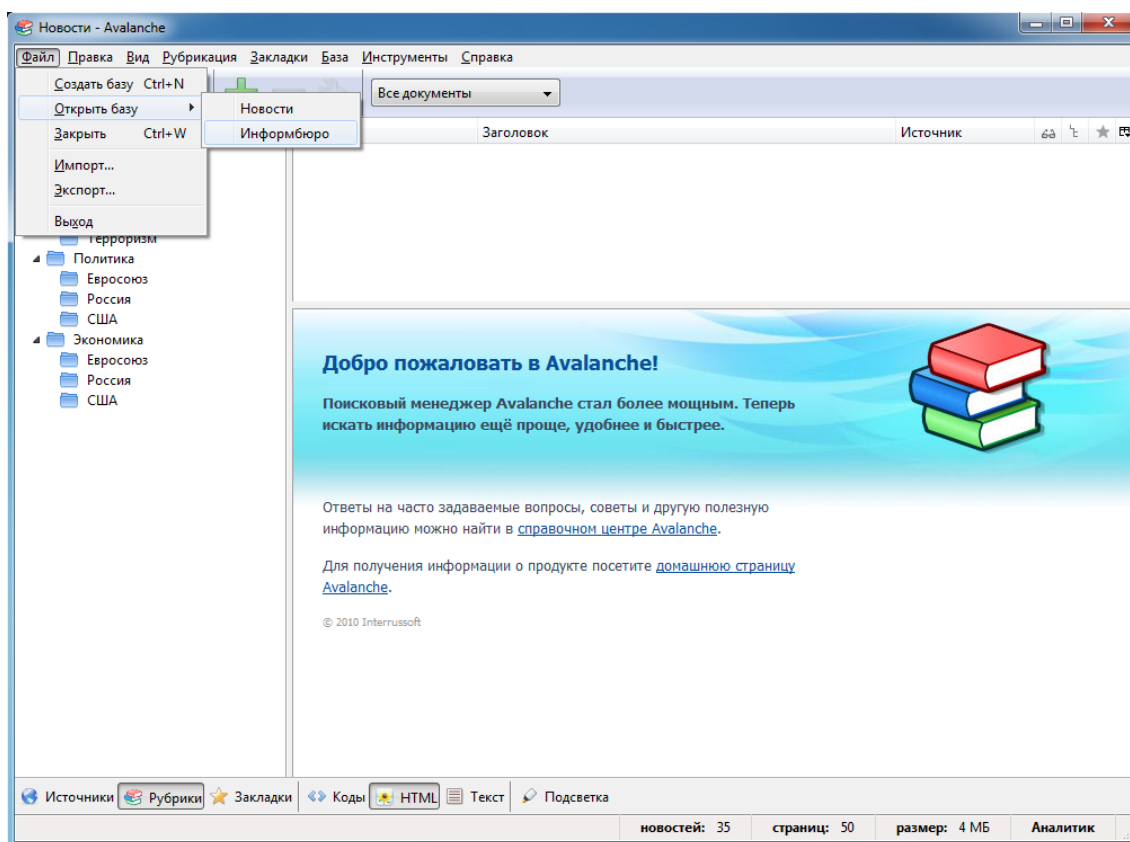 Новости - Avalanche
Файл Правка Вид Рубрикация Закладки База Инструменты Справка
Создать базу Ctrl+N
Открыть базу
Закрыть Ctrl+W
Импорт...
Экспорт...
Выход
Новости
Информбюро
Все документы
Заголовок Источник
Терроризм
Политика
Евросоюз
Россия
США
Экономика
Евросоюз
Россия
США
Добро пожаловать в Avalanche!
Поисковый менеджер Avalanche стал более мощным. Теперь
искать информацию ещё проще, удобнее и быстрее.
Ответы на часто задаваемые вопросы, советы и другую полезную
информацию можно найти в справочном центре Avalanche.
Для получения информации о продукте посетите домашнюю страницу
Avalanche.
© 2010 Interrussoft
Источники Рубрики Закладки Коды HTML Текст Подсветка
новостей: 35 страниц: 50 размер: 4 МБ Аналитик